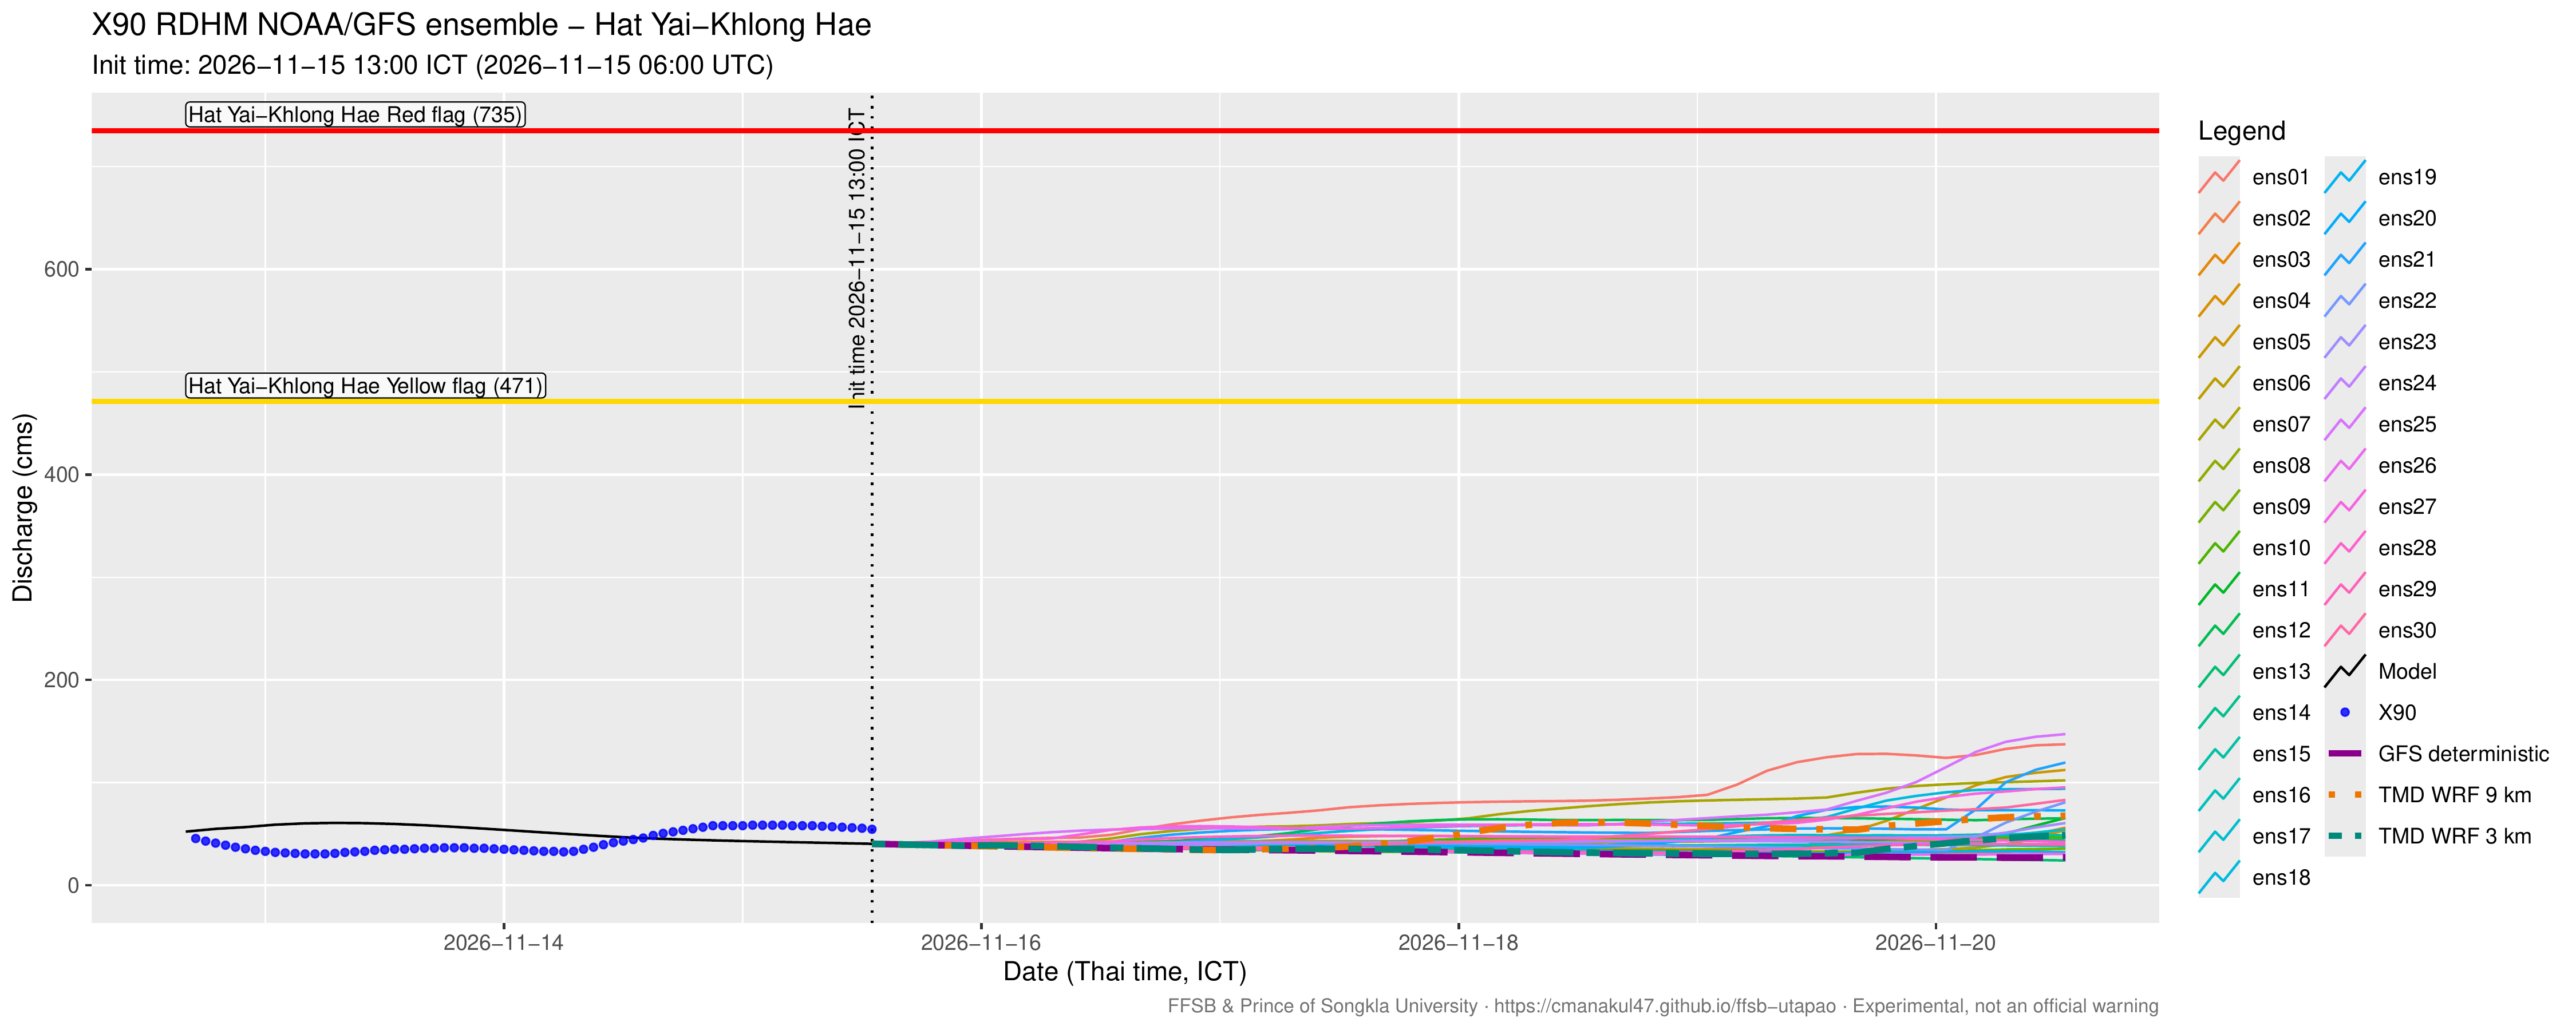 X90 RDHM NOAA/GFS ensemble – Hat Yai–Khlong Hae
Init time: 2026–11–15 13:00 ICT (2026–11–15 06:00 UTC)
Hat Yai–Khlong Hae Red flag (735)
Hat Yai–Khlong Hae Yellow flag (471)
Init time 2026–11–15 13:00 ICT
Discharge (cms)
600
400
200
0
2026–11–14
2026–11–16
2026–11–18
2026–11–20
Date (Thai time, ICT)
Legend
ens01
ens02
ens03
ens04
ens05
ens06
ens07
ens08
ens09
ens10
ens11
ens12
ens13
ens14
ens15
ens16
ens17
ens18
ens19
ens20
ens21
ens22
ens23
ens24
ens25
ens26
ens27
ens28
ens29
ens30
Model
X90
GFS deterministic
TMD WRF 9 km
TMD WRF 3 km
FFSB & Prince of Songkla University · https://cmanakul47.github.io/ffsb–utapao · Experimental, not an official warning